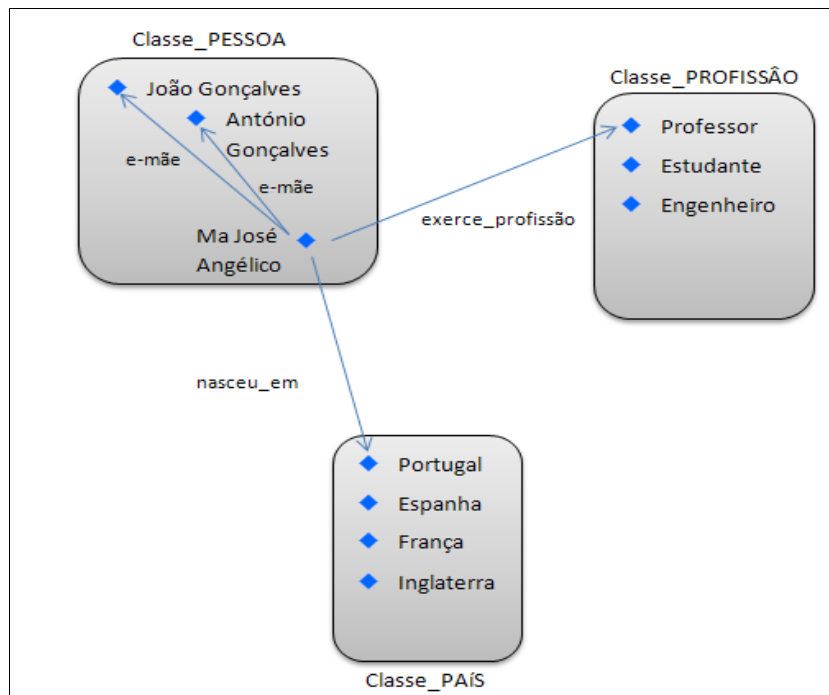 Classe_PESSOA
João Gonçalves
António
Gonçalves
e-mãe
e-mãe
Ma José
Angélico
Classe_PROFISSÂO
Professor
Estudante
Engenheiro
exerce_profissão
nasceu_em
Portugal
Espanha
França
Inglaterra
Classe_PAíS